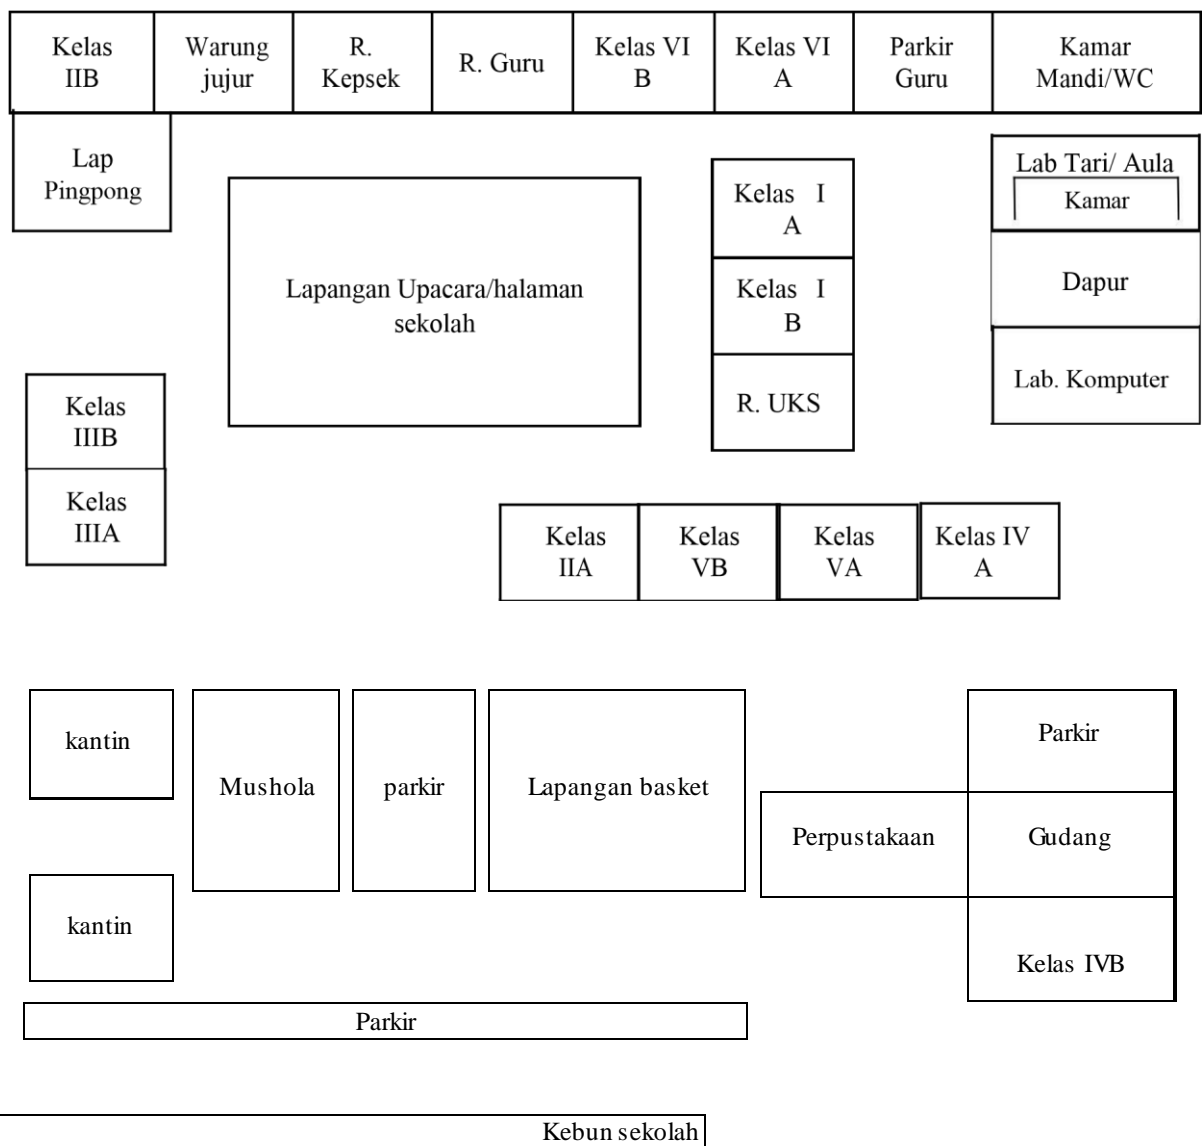 Kelas
IIB
Warung
jujur
R.
Kepsek
R. Guru
Kelas VI
B
Kelas VI
A
Parkir
Guru
Kamar
Mandi/WC
Lap
Pingpong
Lapangan Upacara/halaman
sekolah
Kelas I
A
Kelas I
B
R. UKS
Lab Tari/ Aula
Kamar
Dapur
Lab. Komputer
Kelas
IIIB
Kelas
IIIA
Kelas
IIA
Kelas
VB
Kelas
VA
Kelas IV
A
kantin
Mushola
parkir
Lapangan basket
Parkir
Perpustakaan
Gudang
kantin
Kelas IVB
Parkir
Kebun sekolah